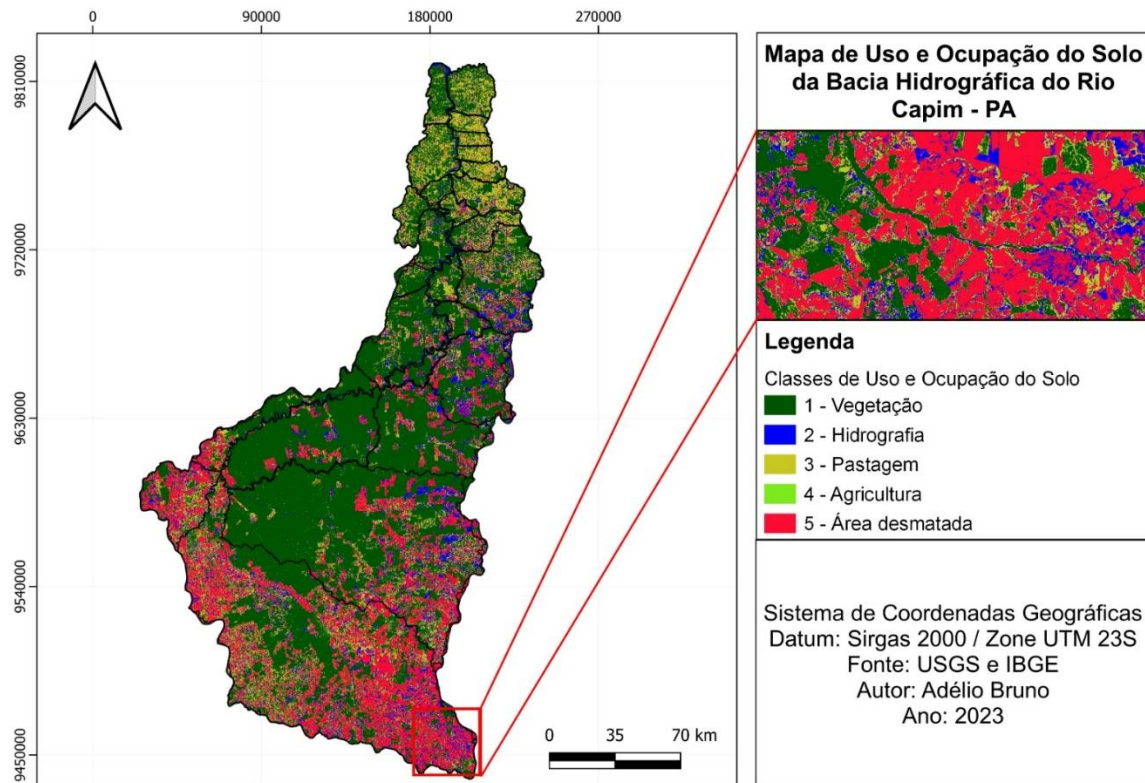 0
90000
180000
270000
9810000
9720000
9630000
9540000
9450000
0
35
70 km
Mapa de Uso e Ocupação do Solo
da Bacia Hidrográfica do Rio
Capim - PA
Legenda
Classes de Uso e Ocupação do Solo
1 - Vegetação
2 - Hidrografia
3 - Pastagem
4 - Agricultura
5 - Área desmatada
Sistema de Coordenadas Geográficas
Datum: Sirgas 2000 / Zone UTM 23S
Fonte: USGS e IBGE
Autor: Adélio Bruno
Ano: 2023